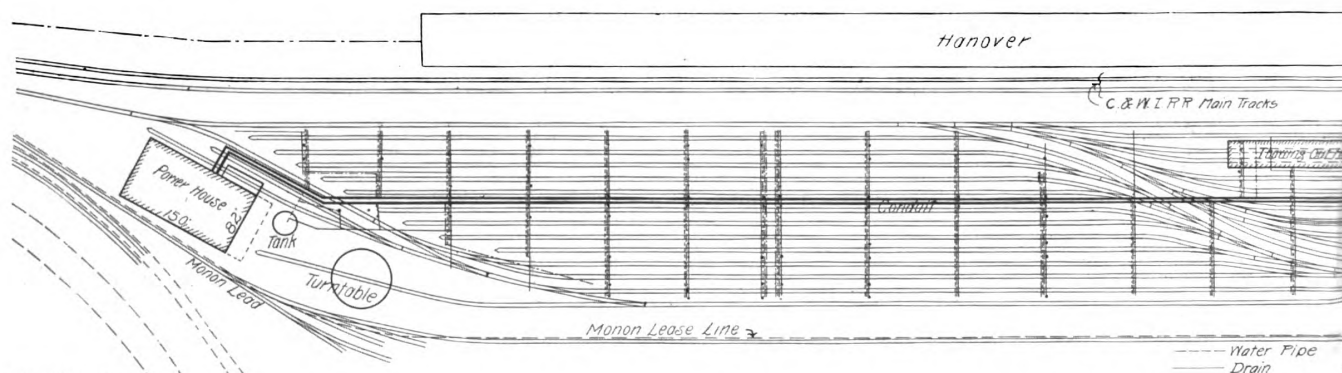 Hanover
C. & W. I. R R Main Tracks
Power House
150'
82'
Tank
Conduit
Turntable
Monon Lead
Monon Lease Line
Water Pipe
Drain